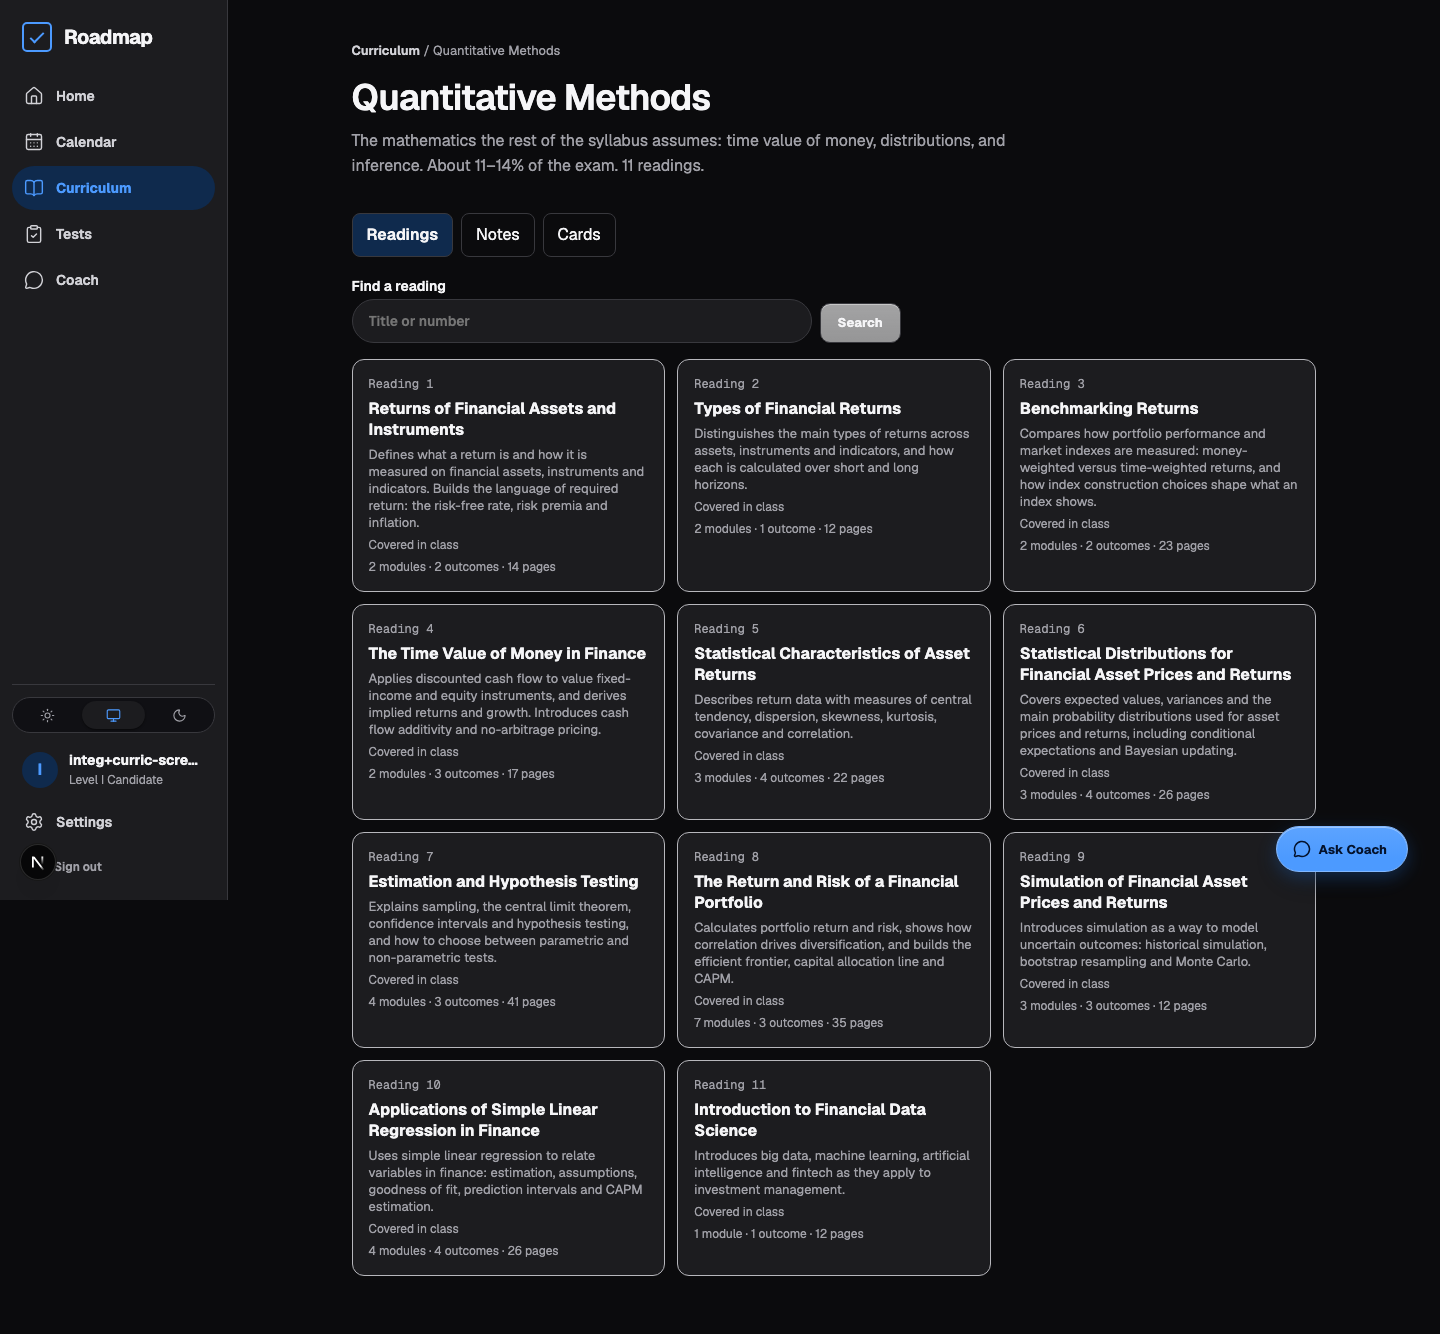 Roadmap
Home
Calendar
Curriculum
Tests
Coach
integ+curric-scre...
Level I Candidate
I
Settings
N
Sign out
Curriculum / Quantitative Methods
Quantitative Methods
The mathematics the rest of the syllabus assumes: time value of money, distributions, and
inference. About 11–14% of the exam. 11 readings.
Readings
Notes
Cards
Find a reading
Title or number
Search
Reading 1
Returns of Financial Assets and
Instruments
Defines what a return is and how it is
measured on financial assets, instruments and
indicators. Builds the language of required
return: the risk-free rate, risk premia and
inflation.
Covered in class
2 modules · 2 outcomes · 14 pages
Reading 2
Types of Financial Returns
Distinguishes the main types of returns across
assets, instruments and indicators, and how
each is calculated over short and long
horizons.
Covered in class
2 modules · 1 outcome · 12 pages
Reading 3
Benchmarking Returns
Compares how portfolio performance and
market indexes are measured: money-
weighted versus time-weighted returns, and
how index construction choices shape what an
index shows.
Covered in class
2 modules · 2 outcomes · 23 pages
Reading 4
The Time Value of Money in Finance
Applies discounted cash flow to value fixed-
income and equity instruments, and derives
implied returns and growth. Introduces cash
flow additivity and no-arbitrage pricing.
Covered in class
2 modules · 3 outcomes · 17 pages
Reading 5
Statistical Characteristics of Asset
Returns
Describes return data with measures of central
tendency, dispersion, skewness, kurtosis,
covariance and correlation.
Covered in class
3 modules · 4 outcomes · 22 pages
Reading 6
Statistical Distributions for
Financial Asset Prices and Returns
Covers expected values, variances and the
main probability distributions used for asset
prices and returns, including conditional
expectations and Bayesian updating.
Covered in class
3 modules · 4 outcomes · 26 pages
Reading 7
Estimation and Hypothesis Testing
Explains sampling, the central limit theorem,
confidence intervals and hypothesis testing,
and how to choose between parametric and
non-parametric tests.
Covered in class
4 modules · 3 outcomes · 41 pages
Reading 8
The Return and Risk of a Financial
Portfolio
Calculates portfolio return and risk, shows how
correlation drives diversification, and builds the
efficient frontier, capital allocation line and
CAPM.
Covered in class
7 modules · 3 outcomes · 35 pages
Reading 9
Simulation of Financial Asset
Prices and Returns
Introduces simulation as a way to model
uncertain outcomes: historical simulation,
bootstrap resampling and Monte Carlo.
Covered in class
3 modules · 3 outcomes · 12 pages
Ask Coach
Reading 10
Applications of Simple Linear
Regression in Finance
Uses simple linear regression to relate
variables in finance: estimation, assumptions,
goodness of fit, prediction intervals and CAPM
estimation.
Covered in class
4 modules · 4 outcomes · 26 pages
Reading 11
Introduction to Financial Data
Science
Introduces big data, machine learning, artificial
intelligence and fintech as they apply to
investment management.
Covered in class
1 module · 1 outcome · 12 pages